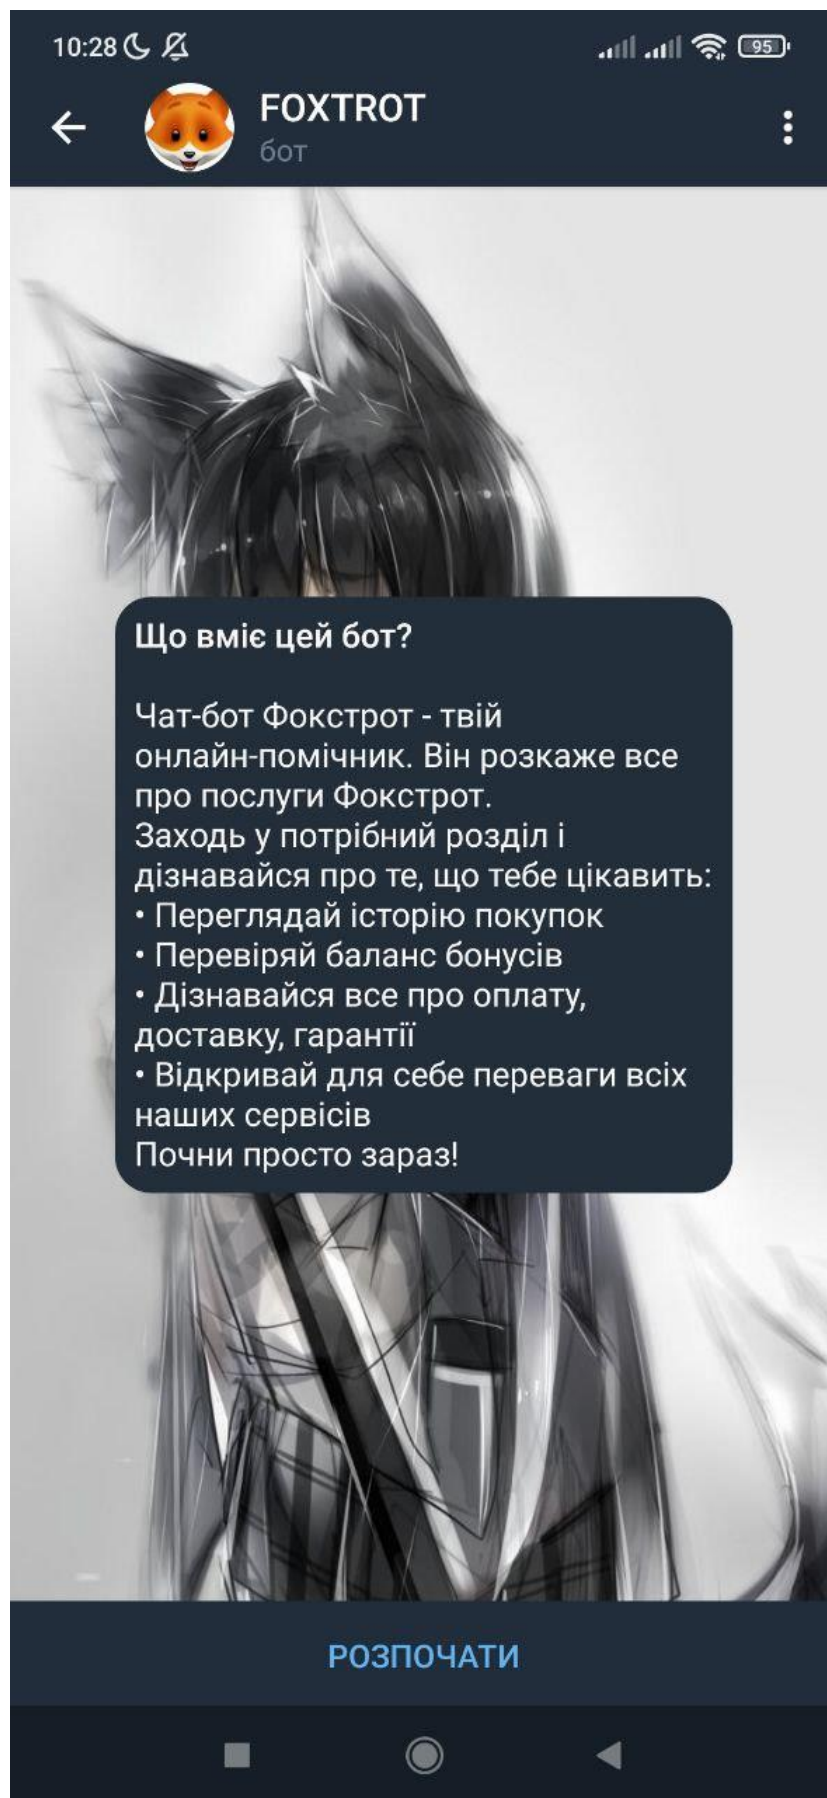 10:28
95
FOXTROT
бот
Що вміє цей бот?
Чат-бот Фокстрот - твій
онлайн-помічник. Він розкаже все
про послуги Фокстрот.
Заходь у потрібний розділ і
дізнавайся про те, що тебе цікавить:
• Переглядай історію покупок
• Перевіряй баланс бонусів
• Дізнавайся все про оплату,
доставку, гарантії
• Відкривай для себе переваги всіх
наших сервісів
Почни просто зараз!
РОЗПОЧАТИ